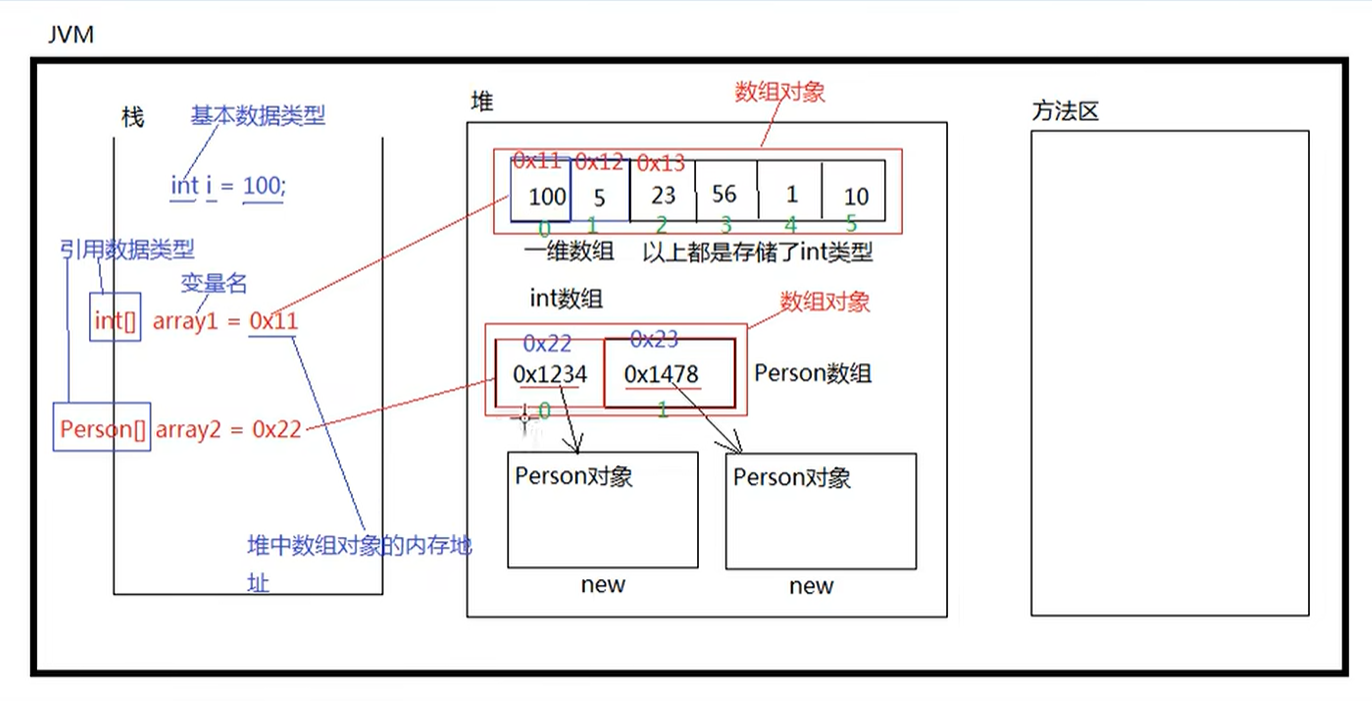 JVM
栈
基本数据类型
int i = 100;
引用数据类型
变量名
int[] array1 = 0x11
Person[] array2 = 0x22
堆中数组对象的内存地
址
堆
数组对象
0x11 0x12 0x13
100 5 23 56 1 10
0 1 2 3 4 5
一维数组 以上都是存储了int类型
int数组
数组对象
0x22 0x23
0x1234 0x1478
Person数组
0 1
Person对象 Person对象
new new
方法区